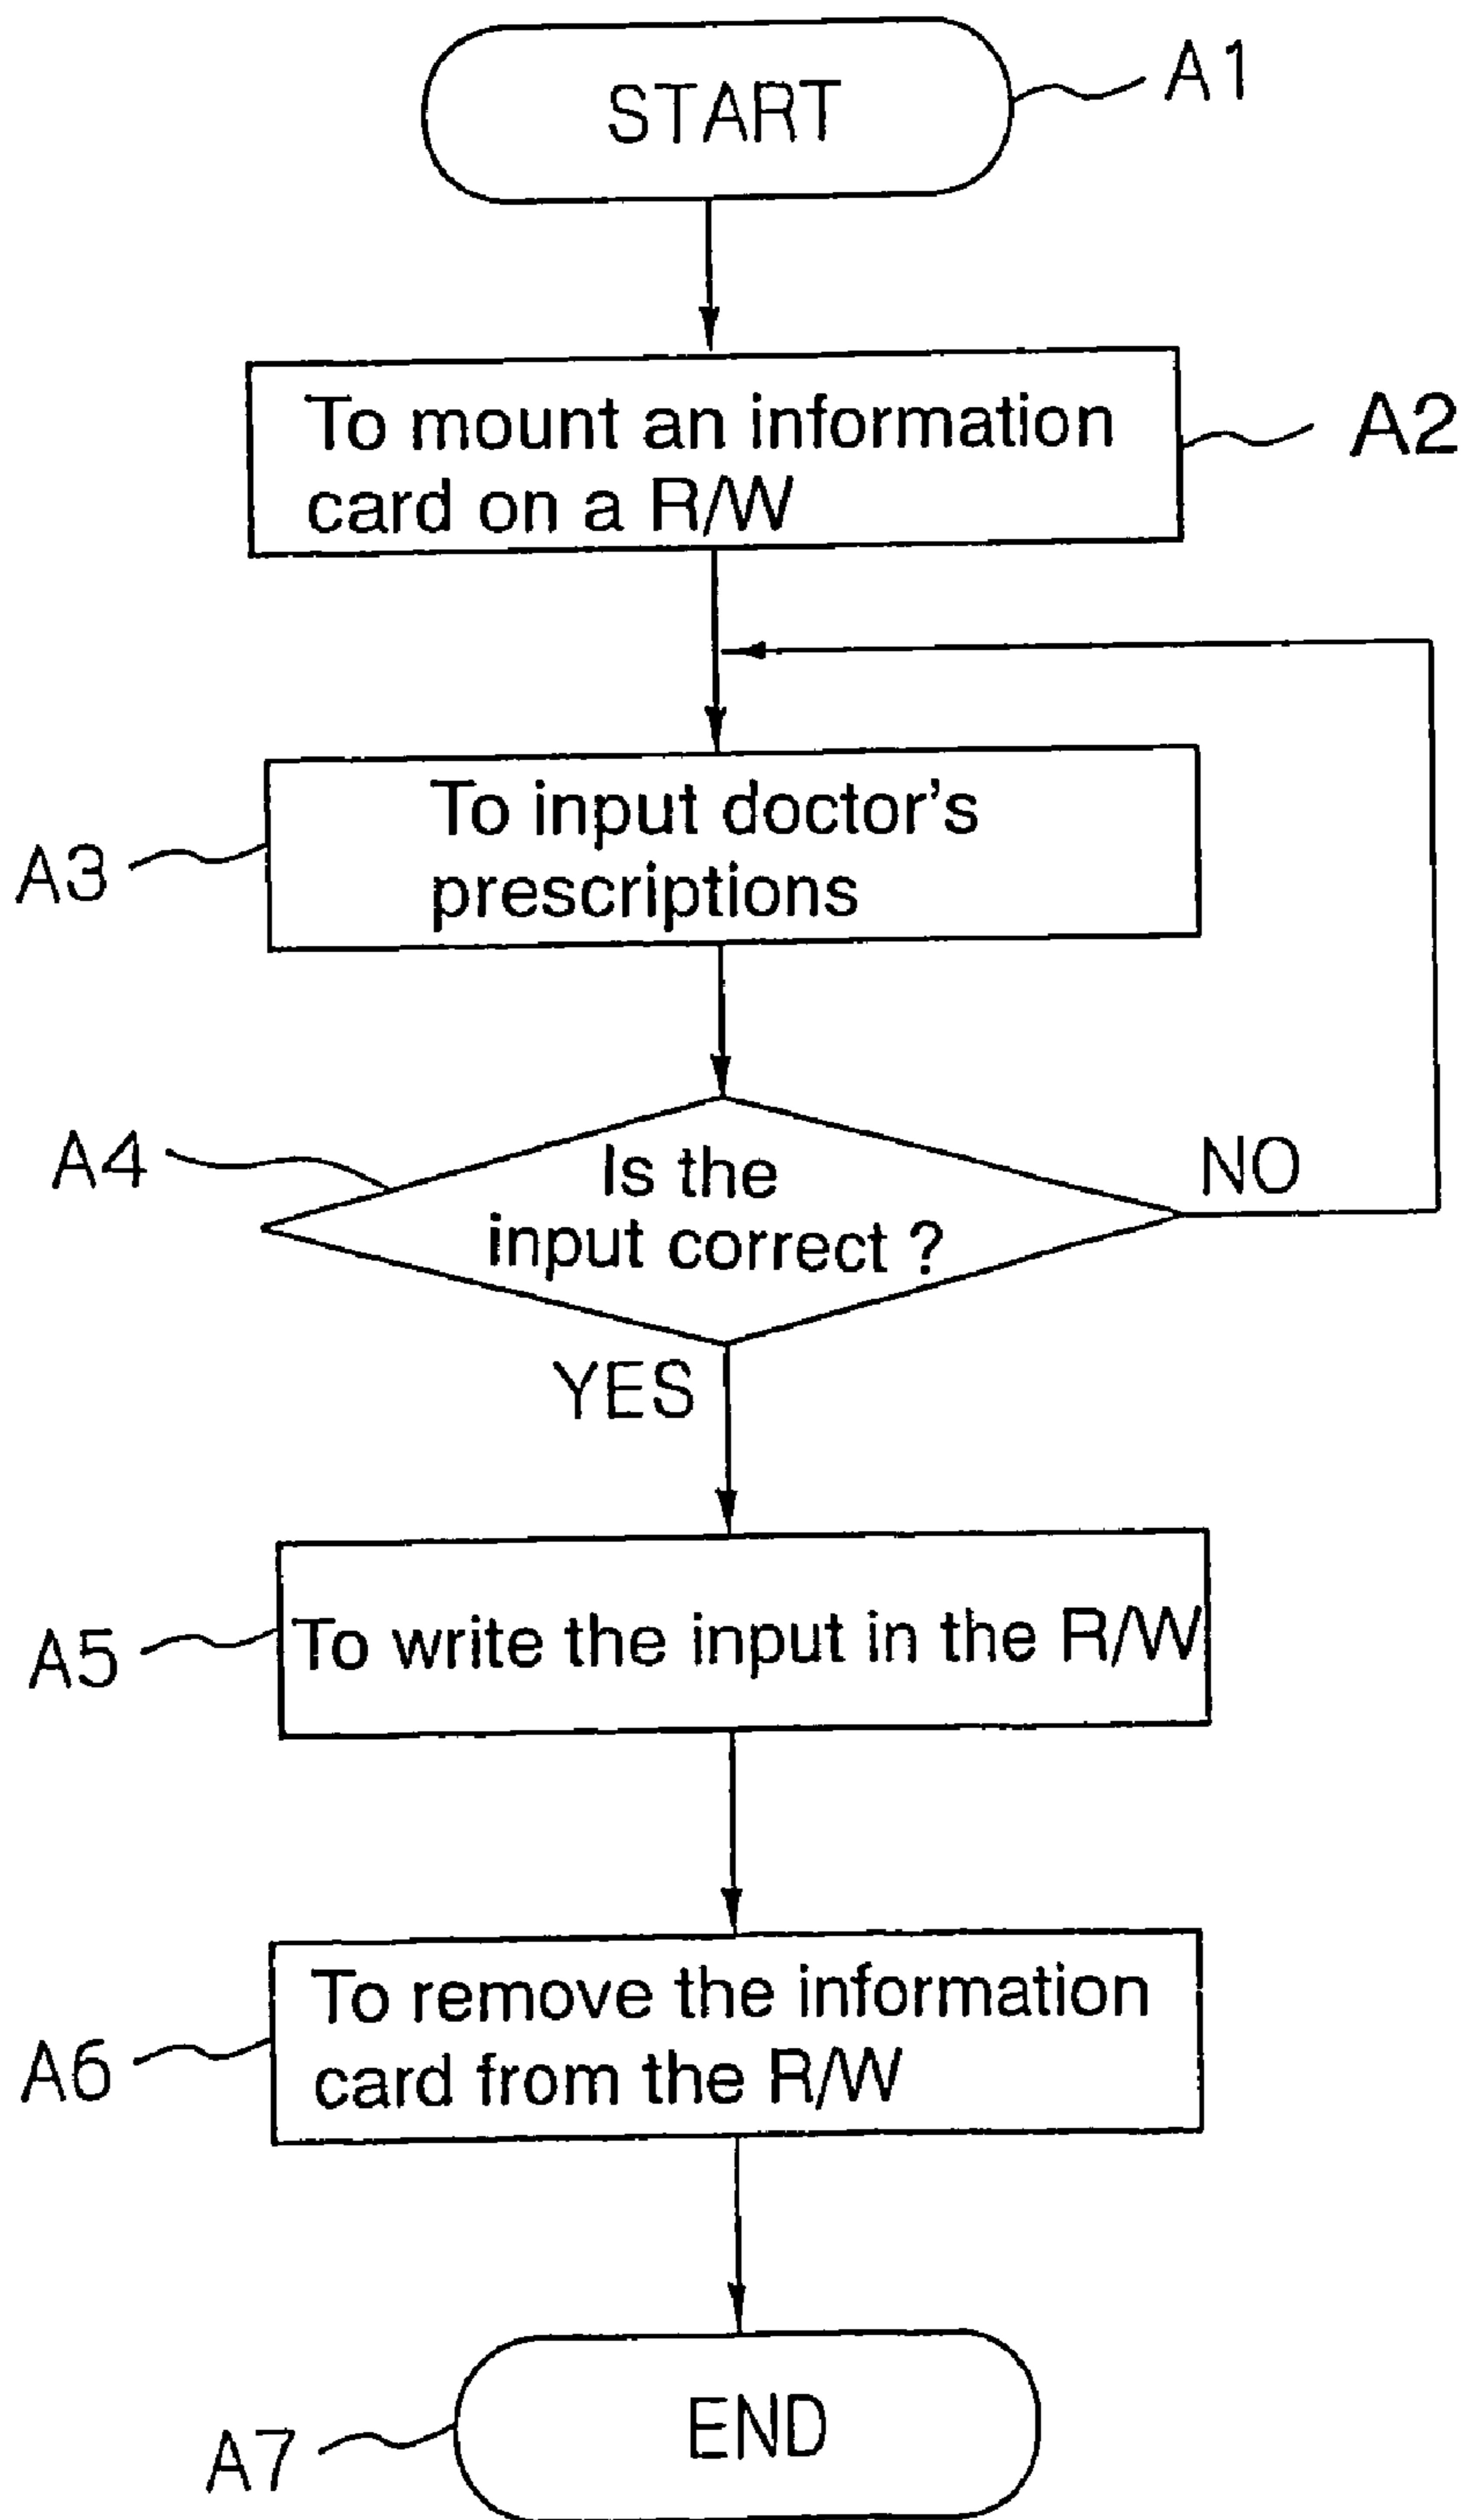 START
A1
To mount an information
card on a R/W
A2
To input doctor's
prescriptions
A3
A4
Is the
input correct ?
NO
YES
To write the input in the R/W
A5
To remove the information
card from the R/W
A6
END
A7